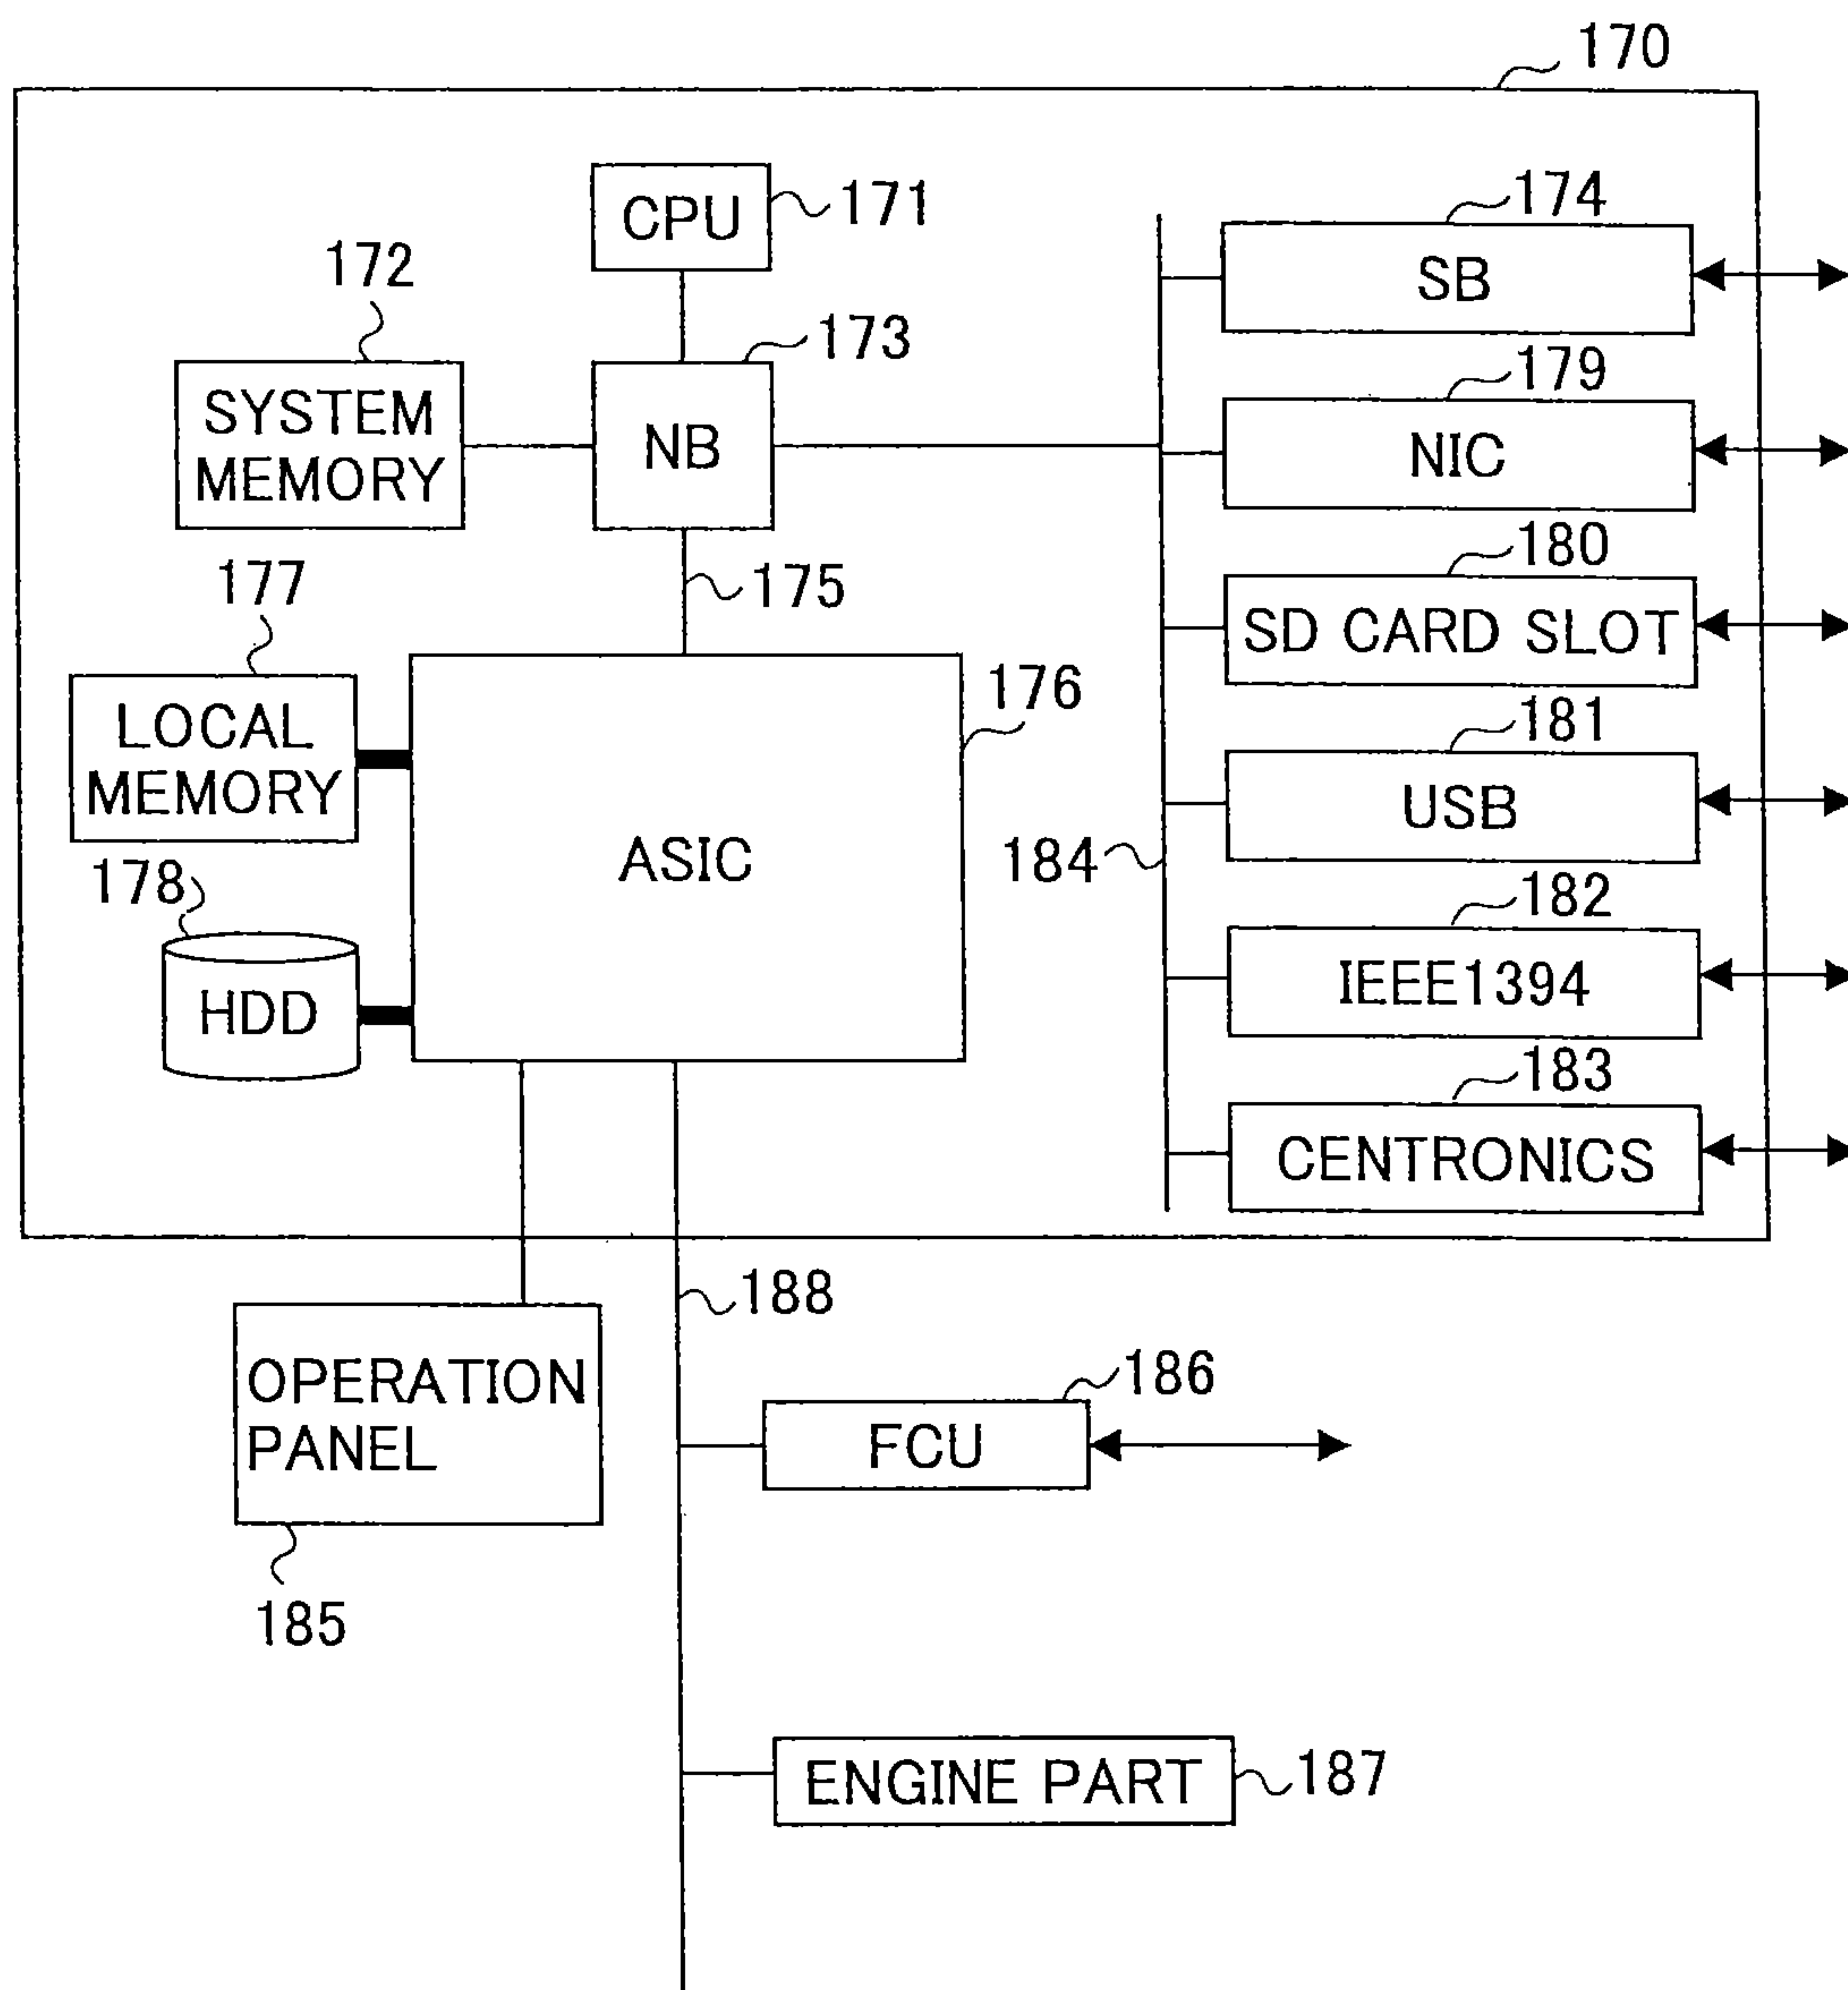 170
CPU
171
174
SB
172
SYSTEM
MEMORY
173
NB
179
NIC
175
180
SD CARD SLOT
177
LOCAL
MEMORY
176
ASIC
181
USB
184
178
HDD
182
IEEE1394
183
CENTRONICS
188
OPERATION
PANEL
185
186
FCU
ENGINE PART
187